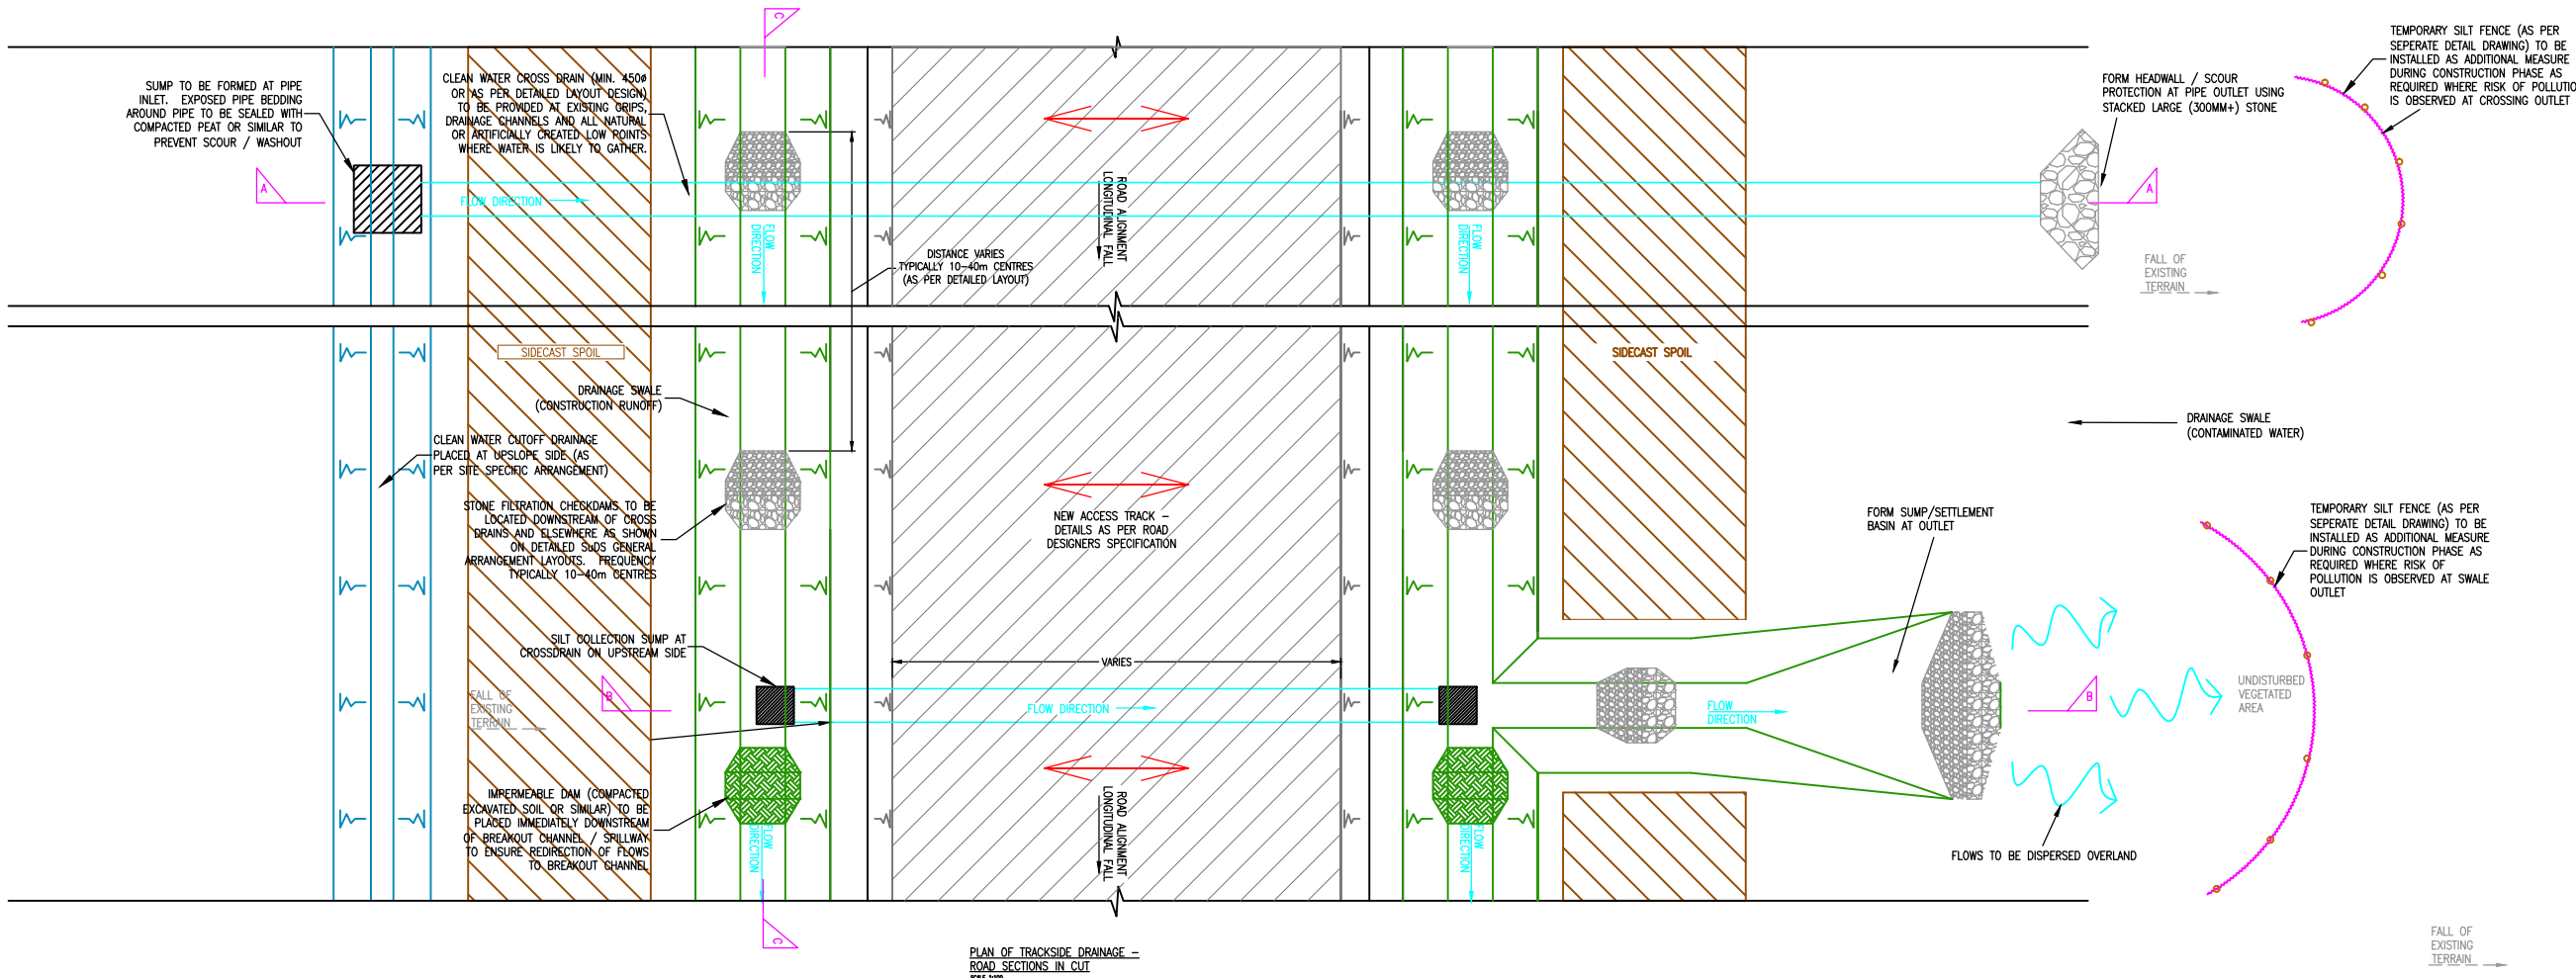 C
SUMP TO BE FORMED AT PIPE
INLET. EXPOSED PIPE BEDDING
AROUND PIPE TO BE SEALED WITH
COMPACTED PEAT OR SIMILAR TO
PREVENT SCOUR / WASHOUT
CLEAN WATER CROSS DRAIN (MIN. 450ø
OR AS PER DETAILED LAYOUT DESIGN)
TO BE PROVIDED AT EXISTING GRIPS,
DRAINAGE CHANNELS AND ALL NATURAL
OR ARTIFICIALLY CREATED LOW POINTS
WHERE WATER IS LIKELY TO GATHER.
FORM HEADWALL / SCOUR
PROTECTION AT PIPE OUTLET USING
STACKED LARGE (300MM+) STONE
TEMPORARY SILT FENCE (AS PER
SEPERATE DETAIL DRAWING) TO BE
INSTALLED AS ADDITIONAL MEASURE
DURING CONSTRUCTION PHASE AS
REQUIRED WHERE RISK OF POLLUTIO
IS OBSERVED AT CROSSING OUTLET
A
FLOW DIRECTION
A
FLOW
DIRECTION
ROAD ALIGNMENT
LONGITUDINAL FALL
FLOW
DIRECTION
DISTANCE VARIES
TYPICALLY 10-40m CENTRES
(AS PER DETAILED LAYOUT)
FALL OF
EXISTING
TERRAIN
SIDECAST SPOIL
SIDECAST SPOIL
DRAINAGE SWALE
(CONSTRUCTION RUNOFF)
DRAINAGE SWALE
(CONTAMINATED WATER)
CLEAN WATER CUTOFF DRAINAGE
PLACED AT UPSLOPE SIDE (AS
PER SITE SPECIFIC ARRANGEMENT)
STONE FILTRATION CHECKDAMS TO BE
LOCATED DOWNSTREAM OF CROSS
DRAINS AND ELSEWHERE AS SHOWN
ON DETAILED SuDS GENERAL
ARRANGEMENT LAYOUTS. FREQUENCY
TYPICALLY 10-40m CENTRES
NEW ACCESS TRACK -
DETAILS AS PER ROAD
DESIGNERS SPECIFICATION
FORM SUMP/SETTLEMENT
BASIN AT OUTLET
TEMPORARY SILT FENCE (AS PER
SEPERATE DETAIL DRAWING) TO BE
INSTALLED AS ADDITIONAL MEASURE
DURING CONSTRUCTION PHASE AS
REQUIRED WHERE RISK OF
POLLUTION IS OBSERVED AT SWALE
OUTLET
SILT COLLECTION SUMP AT
CROSSDRAIN ON UPSTREAM SIDE
VARIES
FALL OF
EXISTING
TERRAIN
B
FLOW DIRECTION
FLOW
DIRECTION
B
UNDISTURBED
VEGETATED
AREA
IMPERMEABLE DAM (COMPACTED
EXCAVATED SOIL OR SIMILAR) TO BE
PLACED IMMEDIATELY DOWNSTREAM
OF BREAKOUT CHANNEL / SPILLWAY
TO ENSURE REDIRECTION OF FLOWS
TO BREAKOUT CHANNEL
FLOW
DIRECTION
ROAD ALIGNMENT
LONGITUDINAL FALL
FLOW
DIRECTION
FLOWS TO BE DISPERSED OVERLAND
C
PLAN OF TRACKSIDE DRAINAGE -
ROAD SECTIONS IN CUT
SCALE 1:100
FALL OF
EXISTING
TERRAIN